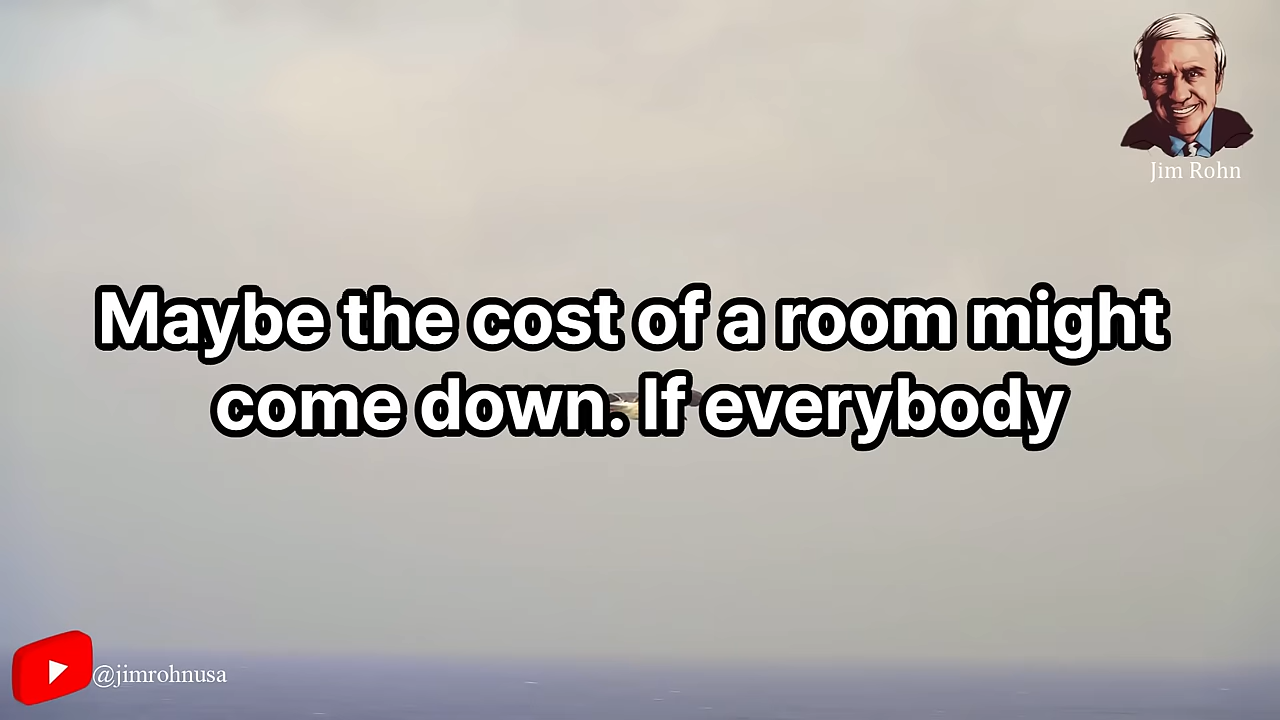 Jim Rohn
Maybe the cost of a room might
come down. If everybody
@jimrohnusa